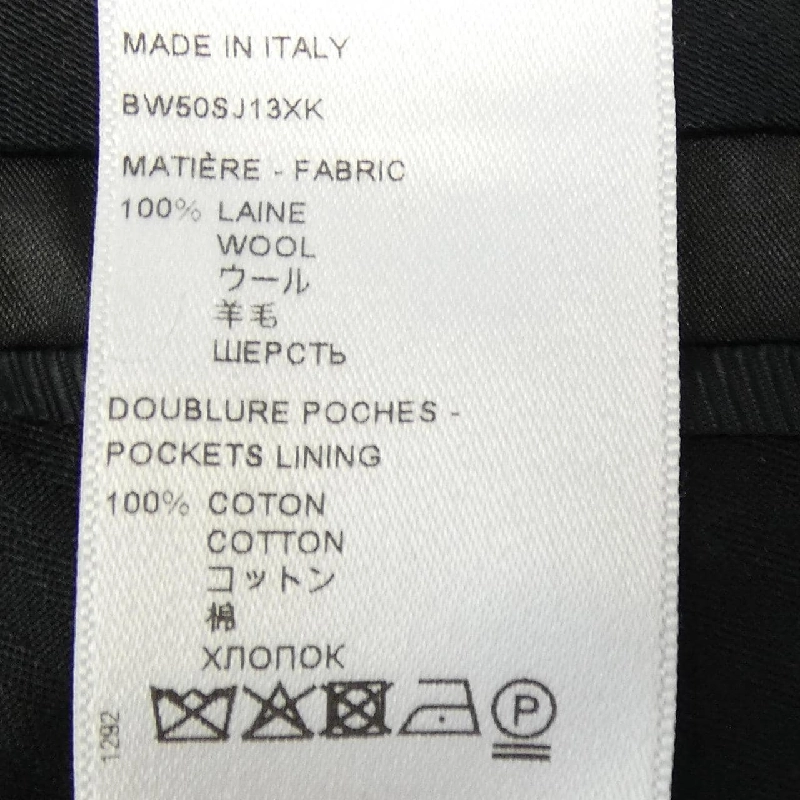 MADE IN ITALY
BW50SJ13XK
MATIÈRE - FABRIC
100% LAINE
WOOL
ウール
羊毛
ШЕРСТЬ
DOUBLURE POCHES -
POCKETS LINING
100% COTON
COTTON
コットン
棉
ХЛОПОК
P
1292